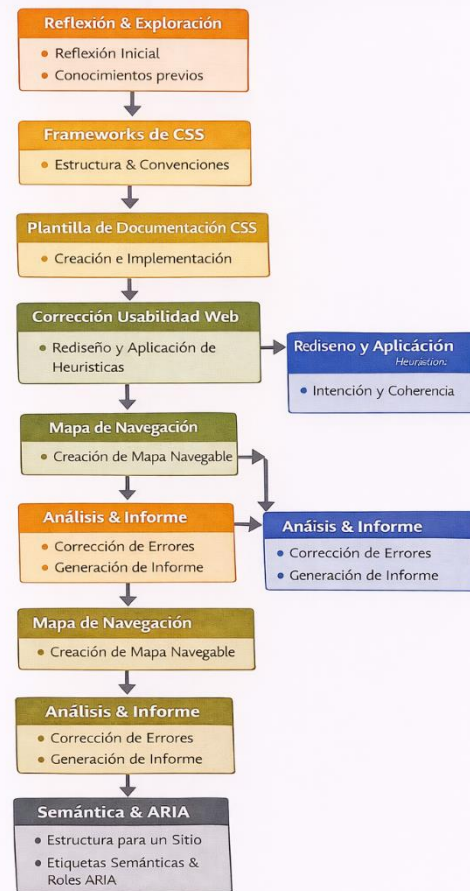 Reflexión & Exploración
• Reflexión Inicial
• Conocimientos previos
Frameworks de CSS
• Estructura & Convenciones
Plantilla de Documentación CSS
• Creación e Implementación
Corrección Usabilidad Web
• Rediseño y Aplicación de
Heurísticas
Rediseno y Aplicáción
• Intención y Coherencia
Mapa de Navegación
• Creación de Mapa Navegable
Análisis & Informe
• Corrección de Errores
• Generación de Informe
Anáisis & Informe
• Corrección de Errores
• Generación de Informe
Mapa de Navegación
• Creación de Mapa Navegable
Análisis & Informe
• Corrección de Errores
• Generación de Informe
Semántica & ARIA
• Estructura para un Sitio
• Etiquetas Semánticas &
Roles ARIA